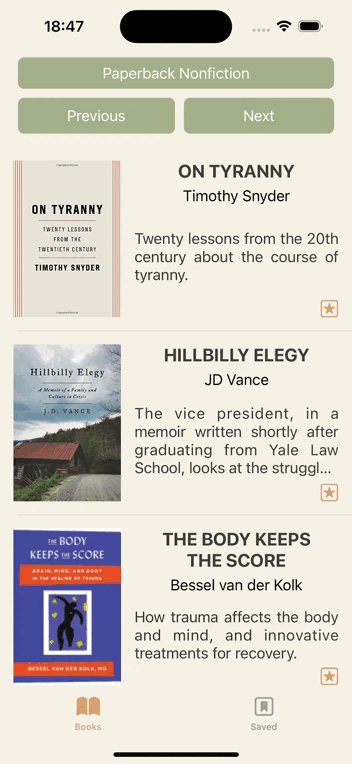 18:47
Paperback Nonfiction
Previous
Next
ON TYRANNY
TWENTY LESSONS
FROM THE
TWENTIETH CENTURY
TIMOTHY SNYDER
ON TYRANNY
Timothy Snyder
Twenty lessons from the 20th
century about the course of
tyranny.
Hillbilly Elegy
A Memoir of a Family and
Culture in Crisis
J.D. VANCE
HILLBILLY ELEGY
JD Vance
The vice president, in a
memoir written shortly after
graduating from Yale Law
School, looks at the struggl...
THE BODY
KEEPS THE SCORE
BRAIN, MIND, AND BODY
IN THE HEALING OF TRAUMA
BESSEL VAN DER KOLK, MD
THE BODY KEEPS
THE SCORE
Bessel van der Kolk
How trauma affects the body
and mind, and innovative
treatments for recovery.
Books
Saved